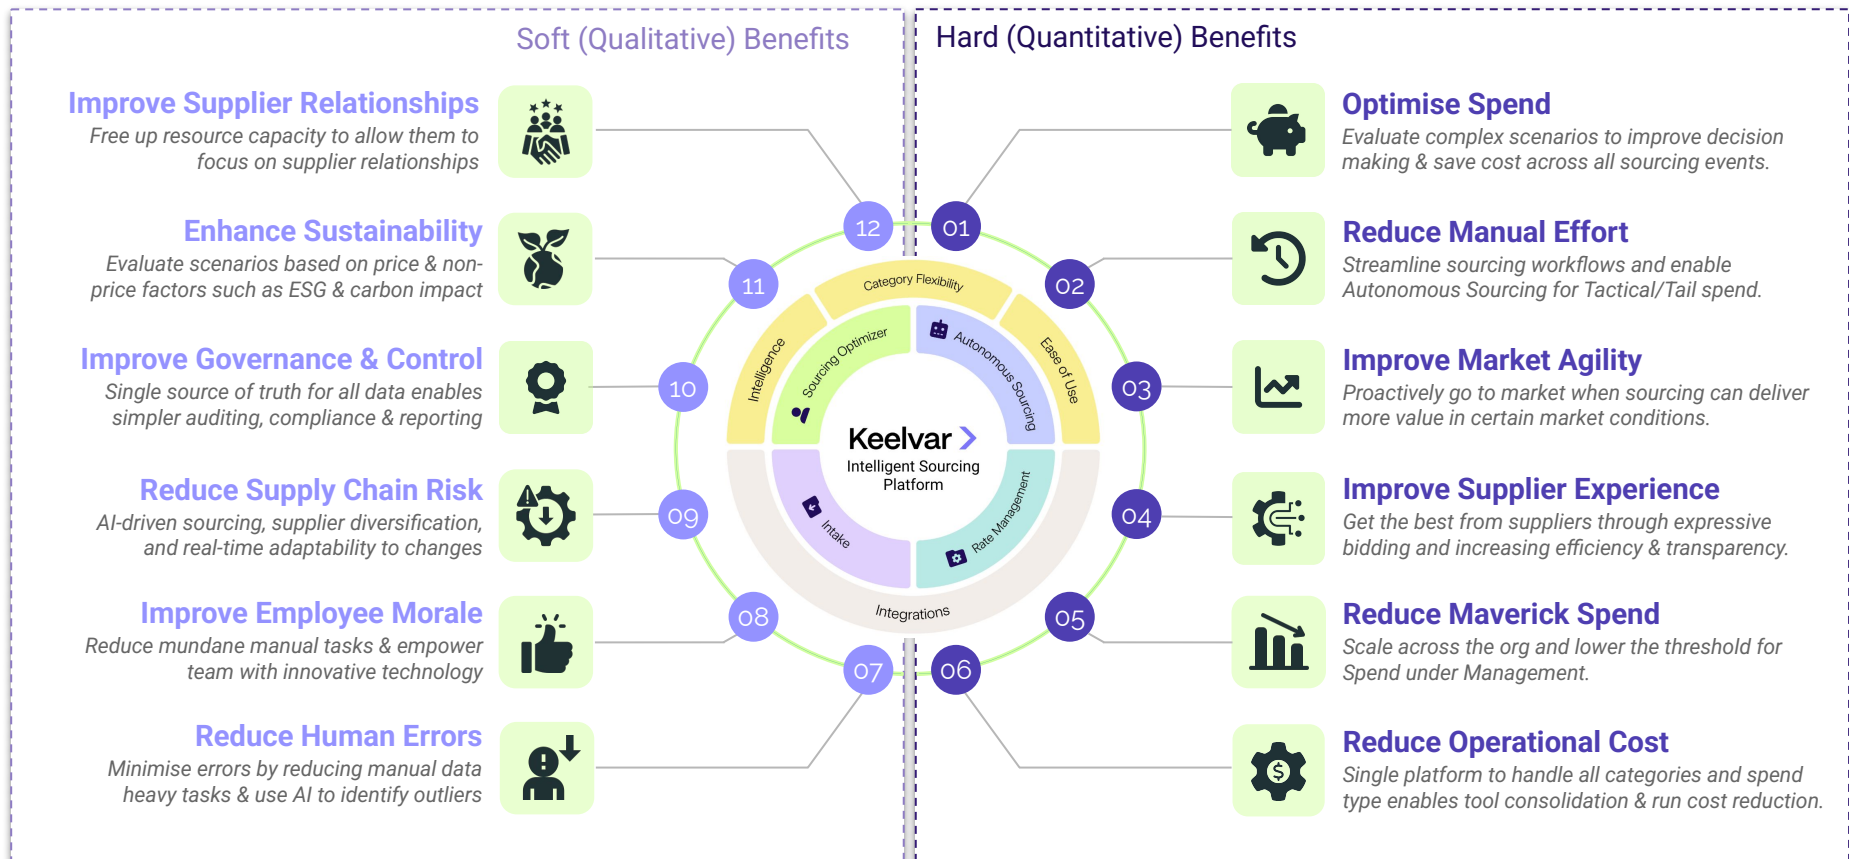 Soft (Qualitative) Benefits
Improve Supplier Relationships
Free up resource capacity to allow them to
focus on supplier relationships
Enhance Sustainability
Evaluate scenarios based on price & non-
price factors such as ESG & carbon impact
Improve Governance & Control
Single source of truth for all data enables
simpler auditing, compliance & reporting
Reduce Supply Chain Risk
AI-driven sourcing, supplier diversification,
and real-time adaptability to changes
Improve Employee Morale
Reduce mundane manual tasks & empower
team with innovative technology
Reduce Human Errors
Minimise errors by reducing manual data
heavy tasks & use AI to identify outliers
12
11
10
09
08
07
Category Flexibility
Intelligence
Ease of Use
Sourcing Optimizer
Autonomous Sourcing
Keelvar
Intelligent Sourcing
Platform
Intake
Rate Management
Integrations
Hard (Quantitative) Benefits
01
02
03
04
05
06
Optimise Spend
Evaluate complex scenarios to improve decision
making & save cost across all sourcing events.
Reduce Manual Effort
Streamline sourcing workflows and enable
Autonomous Sourcing for Tactical/Tail spend.
Improve Market Agility
Proactively go to market when sourcing can deliver
more value in certain market conditions.
Improve Supplier Experience
Get the best from suppliers through expressive
bidding and increasing efficiency & transparency.
Reduce Maverick Spend
Scale across the org and lower the threshold for
Spend under Management.
Reduce Operational Cost
Single platform to handle all categories and spend
type enables tool consolidation & run cost reduction.
$